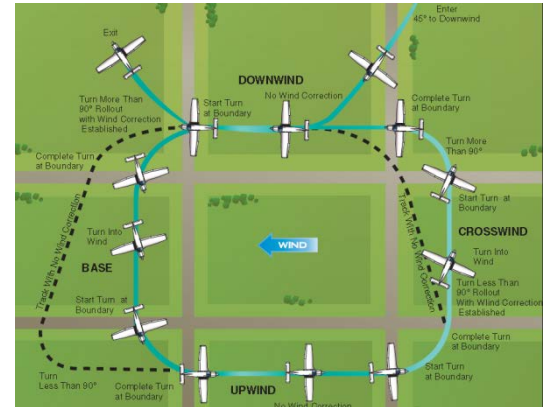 Enter
45° to Downwind
Exit
DOWNWIND
No Wind Correction
Start Turn
at Boundary
Complete Turn
at Boundary
Turn More Than
90° Rollout
with Wind Correction
Established
Turn More
Than 90°
Complete Turn
at Boundary
Start Turn at
Boundary
Track With No Wind Correction
Track With No Wind Correction
CROSSWIND
WIND
Turn Into
Wind
Turn Into
Wind
BASE
Turn Less Than
90° Rollout
With Wind Correction
Established
Start Turn at
Boundary
Complete Turn
at Boundary
Turn
Less Than 90°
Complete Turn
at Boundary
UPWIND
Start Turn
at Boundary
No Wind Correction